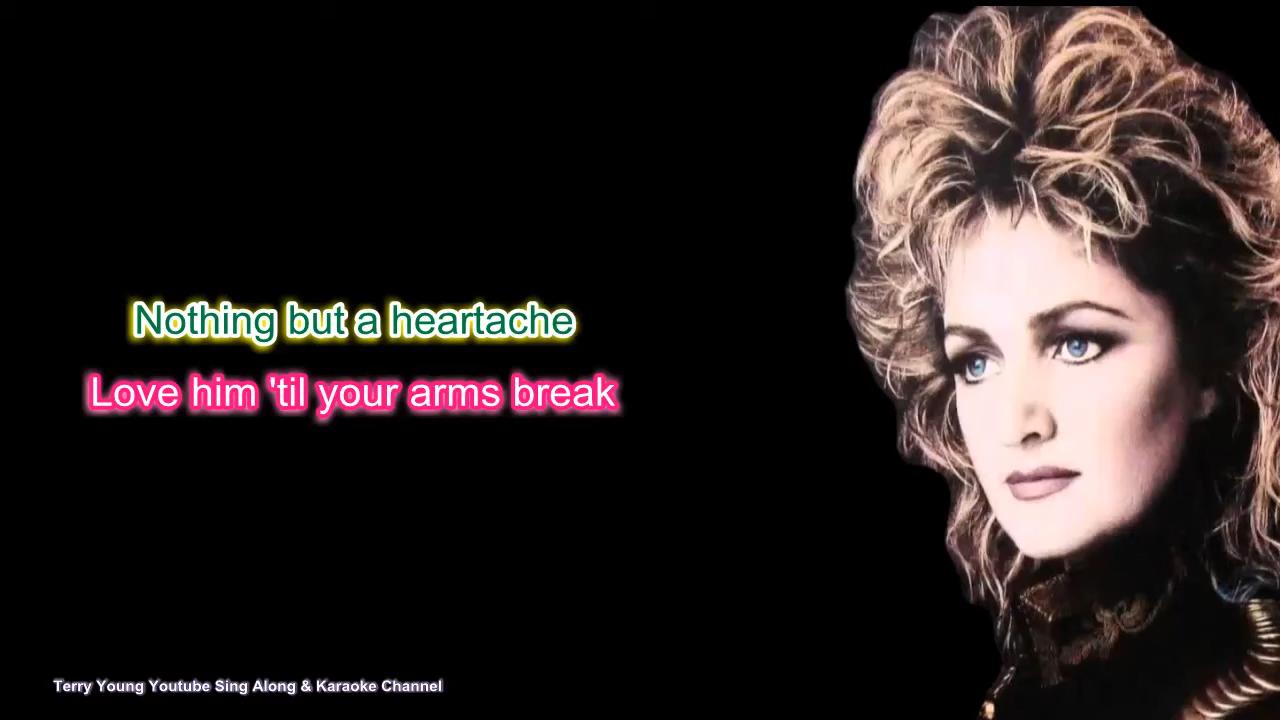 Nothing but a heartache
Love him 'til your arms break
Terry Young Youtube Sing Along & Karaoke Channel